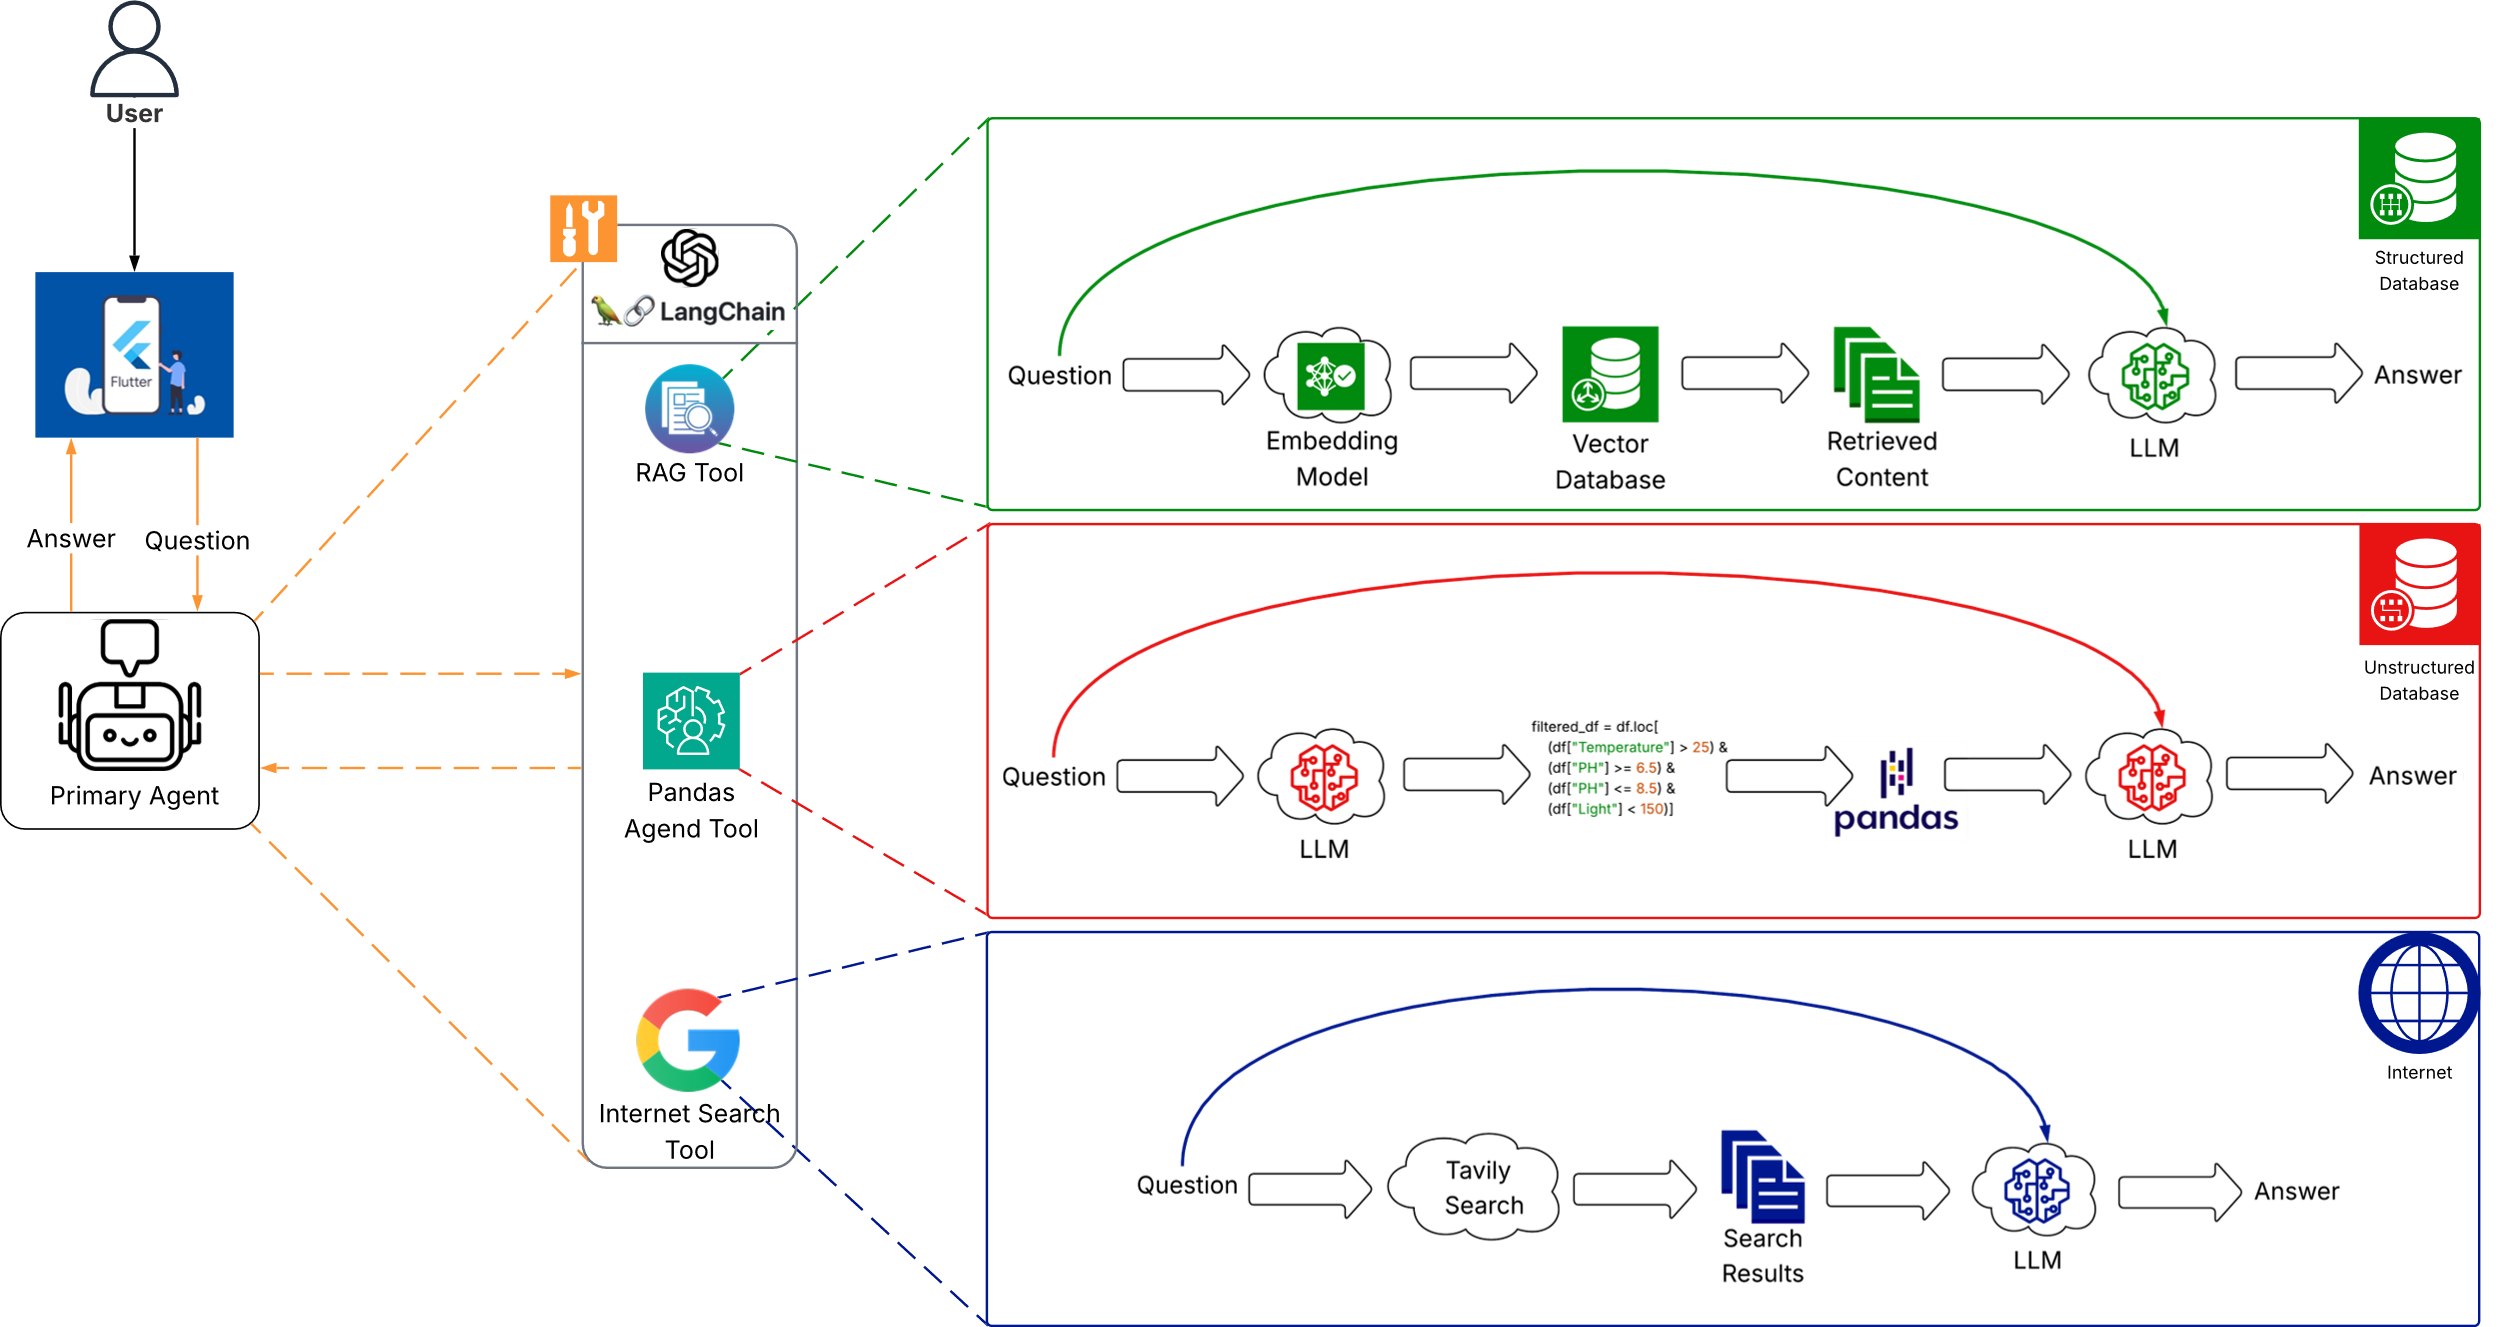 User
Flutter
Answer
Question
Primary Agent
LangChain
RAG Tool
Pandas
Agend Tool
Internet Search
Tool
Structured
Database
Question
Embedding
Model
Vector
Database
Retrieved
Content
LLM
Answer
Unstructured
Database
Question
LLM
filtered_df = df.loc[
(df["Temperature"] > 25) &
(df["PH"] >= 6.5) &
(df["PH"] <= 8.5) &
(df["Light"] < 150)]
pandas
LLM
Answer
Internet
Question
Tavily
Search
Search
Results
LLM
Answer